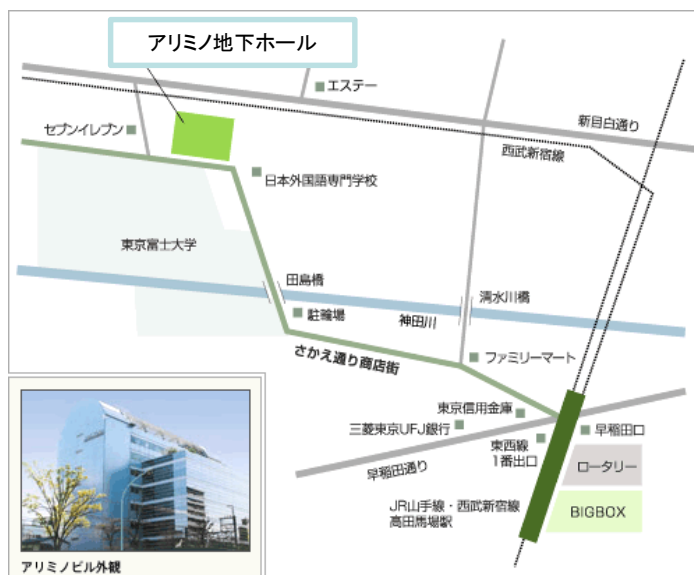 アリミノ地下ホール
エステー
新目白通り
セブンイレブン
西武新宿線
日本外国語専門学校
東京富士大学
田島橋
清水川橋
駐輪場
神田川
さかえ通り商店街
ファミリーマート
東京信用金庫
三菱東京UFJ銀行
早稲田口
東西線
1番出口
早稲田通り
ロータリー
JR山手線・西武新宿線
高田馬場駅
BIGBOX
アリミノビル外観